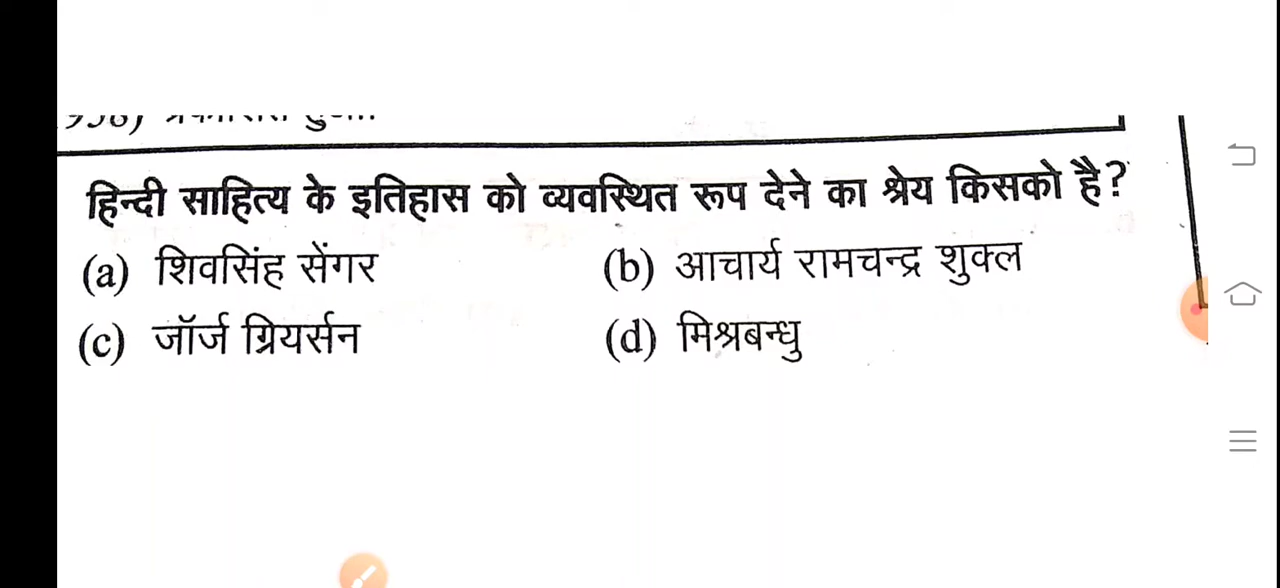 हिन्दी साहित्य के इतिहास को व्यवस्थित रूप देने का श्रेय किसको है?
(a) शिवसिंह सेंगर (b) आचार्य रामचन्द्र शुक्ल
(c) जॉर्ज ग्रियर्सन (d) मिश्रबन्धु